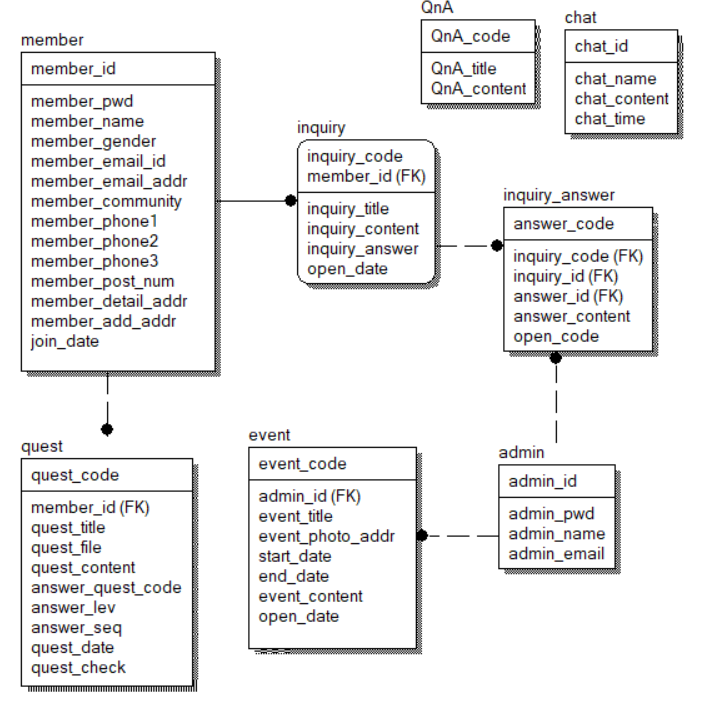 member
member_id
member_pwd
member_name
member_gender
member_email_id
member_email_addr
member_community
member_phone1
member_phone2
member_phone3
member_post_num
member_detail_addr
member_add_addr
join_date
QnA
QnA_code
QnA_title
QnA_content
chat
chat_id
chat_name
chat_content
chat_time
inquiry
inquiry_code
member_id (FK)
inquiry_title
inquiry_content
inquiry_answer
open_date
inquiry_answer
answer_code
inquiry_code (FK)
inquiry_id (FK)
answer_id (FK)
answer_content
open_code
quest
quest_code
member_id (FK)
quest_title
quest_file
quest_content
answer_quest_code
answer_lev
answer_seq
quest_date
quest_check
event
event_code
admin_id (FK)
event_title
event_photo_addr
start_date
end_date
event_content
open_date
admin
admin_id
admin_pwd
admin_name
admin_email